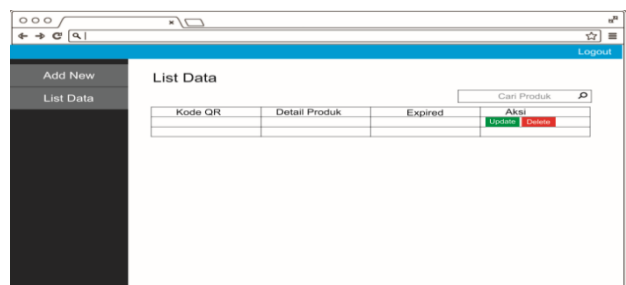 Logout
Add New
List Data
List Data
Cari Produk
Kode QR Detail Produk Expired Aksi
Update Delete